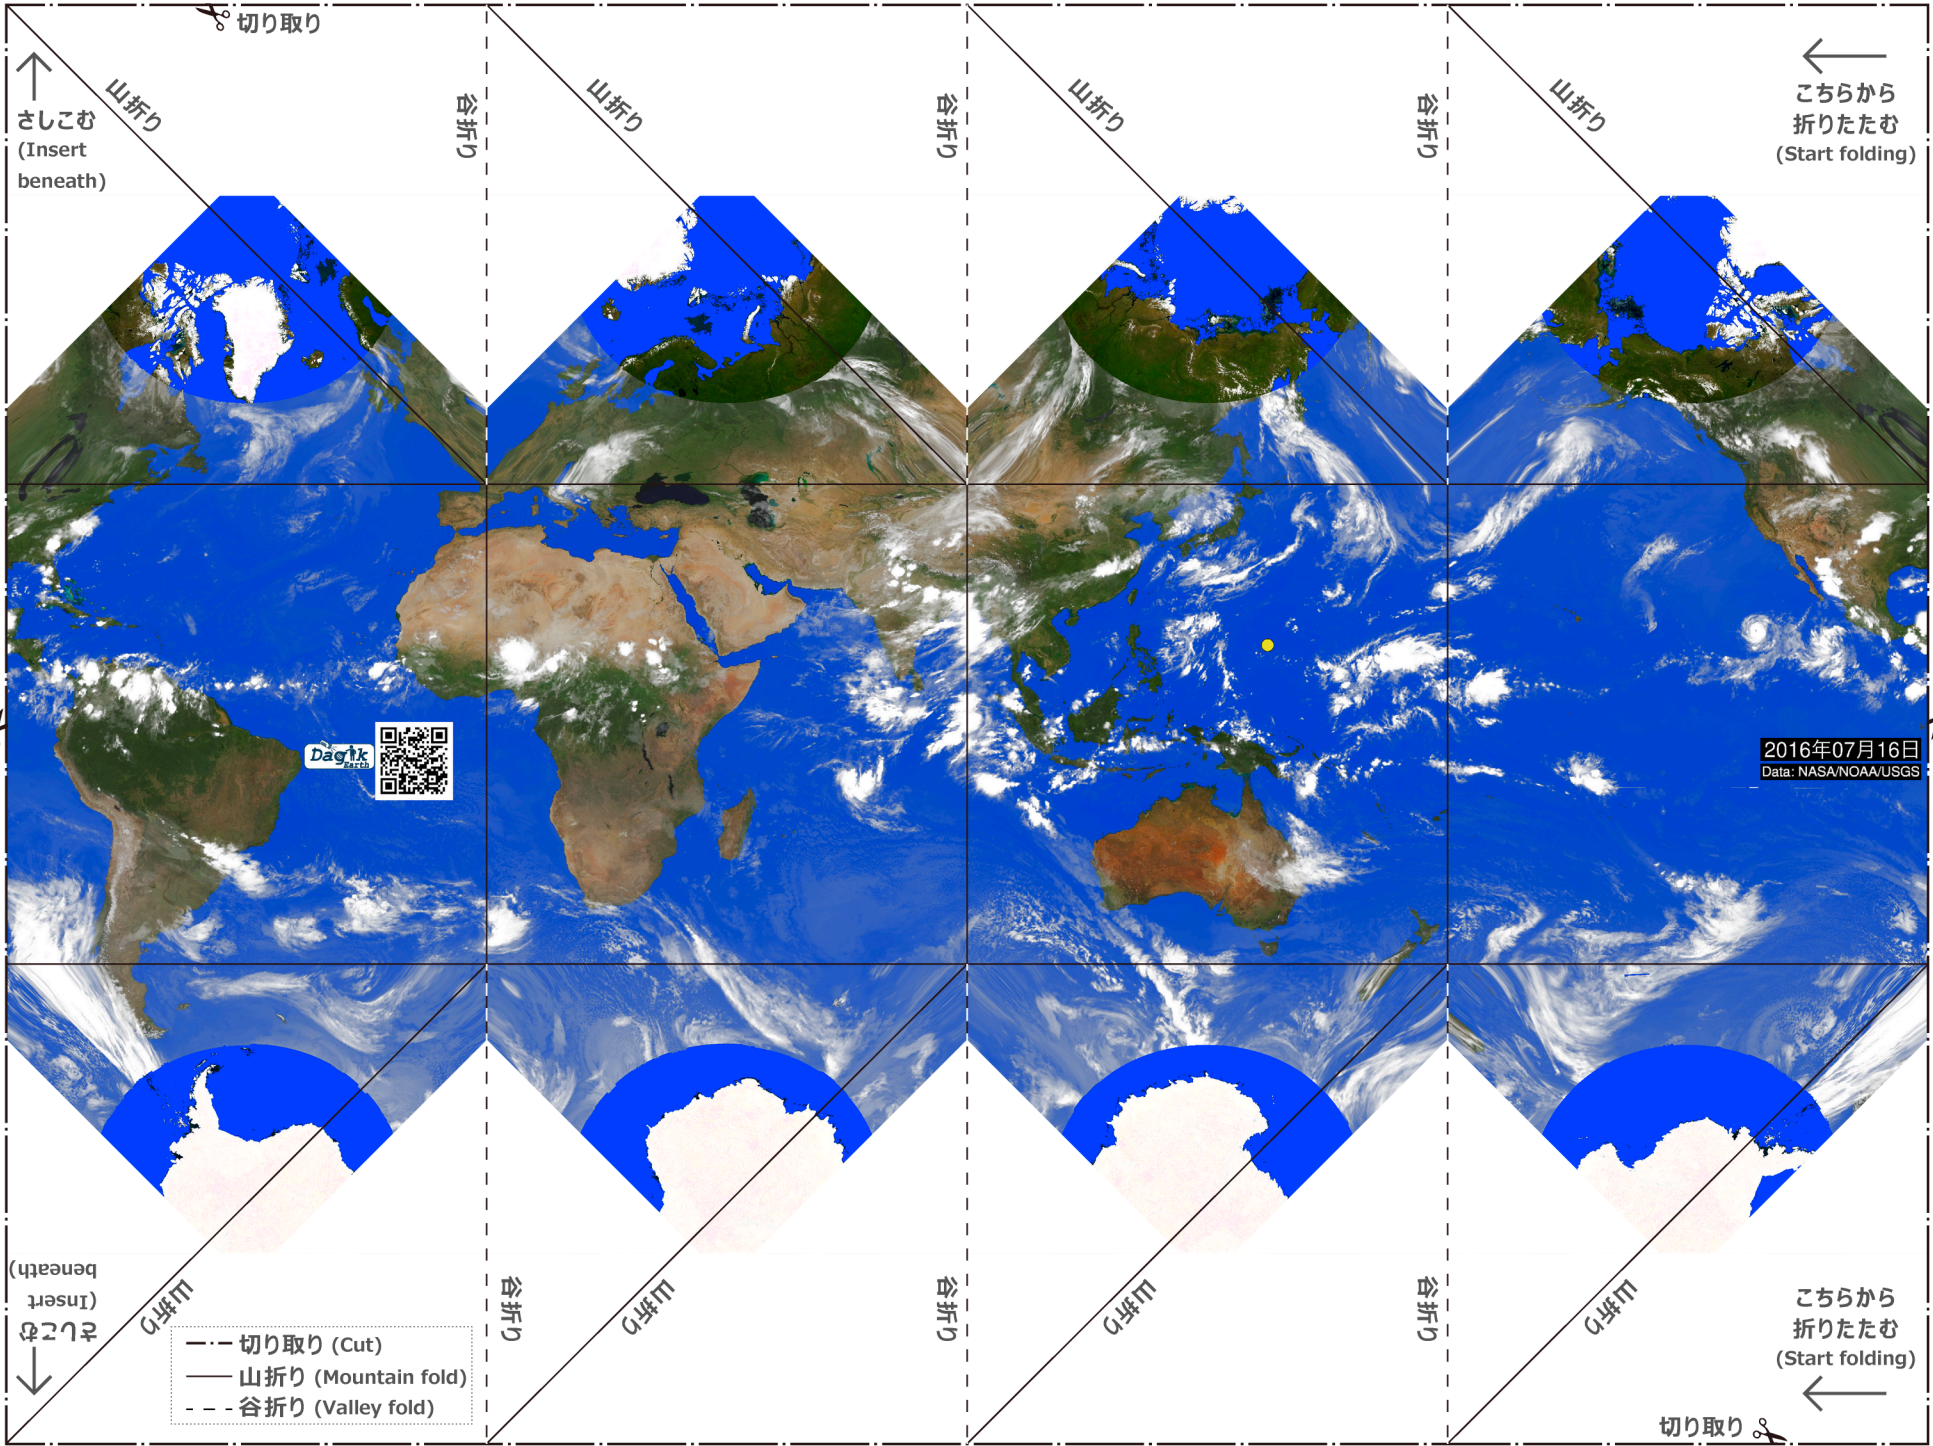 切り取り
山折り
谷折り
山折り
谷折り
山折り
谷折り
山折り
さしこむ
(Insert
beneath)
こちらから
折りたたむ
(Start folding)
Dagik
Earth
2016年07月16日
Data: NASA/NOAA/USGS
さしこむ
(Insert
beneath)
山折り
谷折り
山折り
谷折り
山折り
谷折り
山折り
こちらから
折りたたむ
(Start folding)
切り取り (Cut)
山折り (Mountain fold)
谷折り (Valley fold)
切り取り